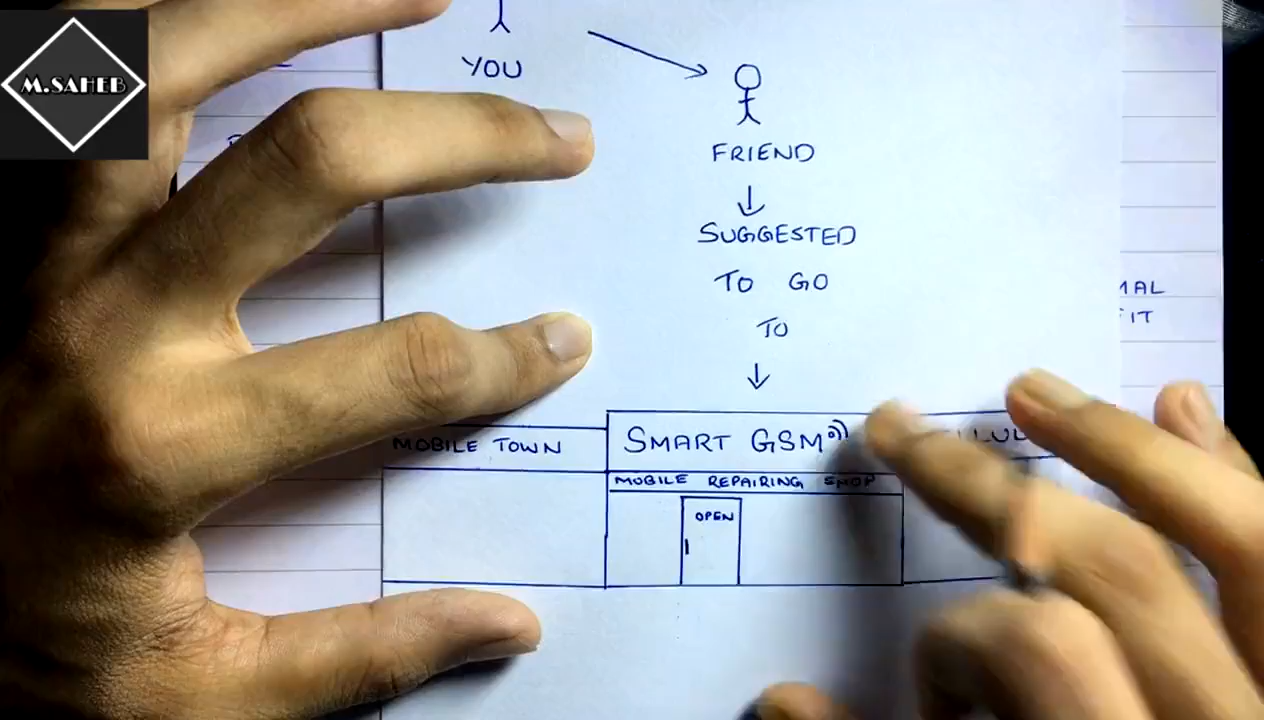 M.SAHEB
YOU
FRIEND
SUGGESTED
TO GO
TO
MOBILE TOWN
SMART GSM
MOBILE REPAIRING SHOP
OPEN